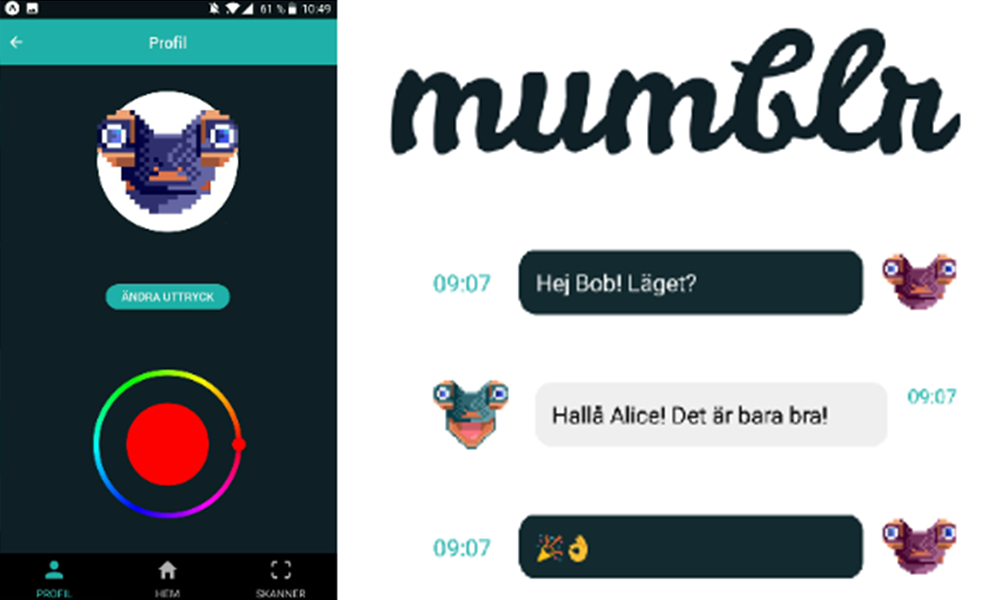 61 % 10:49
Profil
ÄNDRA UTTRYCK
PROFIL HEM SKANNER
mumblr
09:07 Hej Bob! Läget?
Hallå Alice! Det är bara bra! 09:07
09:07 🎉👌